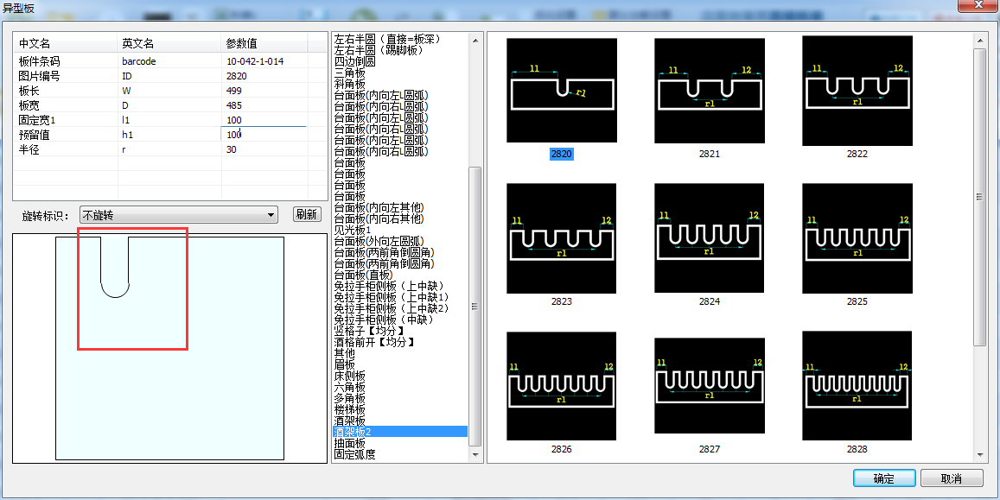 异型板
中文名 英文名 参数值
板件条码 barcode 10-042-1-014
图片编号 ID 2820
板长 W 499
板宽 D 485
固定宽1 l1 100
预留值 h1 100
半径 r 30
旋转标识： 不旋转 刷新
左右半圆（直接=板深）
左右半圆（踢脚板）
四边倒圆
三角板
斜角板
台面板(内向左L圆弧)
台面板(内向右L圆弧)
台面板(内向左L圆弧)
台面板(内向右L圆弧)
台面板(内向左L圆弧)
台面板(内向右L圆弧)
台面板
台面板
台面板
台面板
台面板(内向左其他)
台面板(内向右其他)
见光板1
台面板(外向左圆弧)
台面板(两前角倒圆角)
台面板(两前角倒圆角)
台面板(直板)
免拉手柜侧板（上中缺）
免拉手柜侧板（上中缺1）
免拉手柜侧板（上中缺2）
免拉手柜侧板（中缺）
竖格子【均分】
酒格前开【均分】
其他
眉板
床侧板
六角板
多角板
楼梯板
酒架板
酒架板2
抽面板
固定弧度
l1 r1
2820
l1 l2 r1
2821
l1 l2 r1
2822
l1 l2 r1
2823
l1 l2 r1
2824
l1 l2 r1
2825
l1 l2 r1
2826
l1 l2 r1
2827
l1 l2 r1
2828
确定 取消